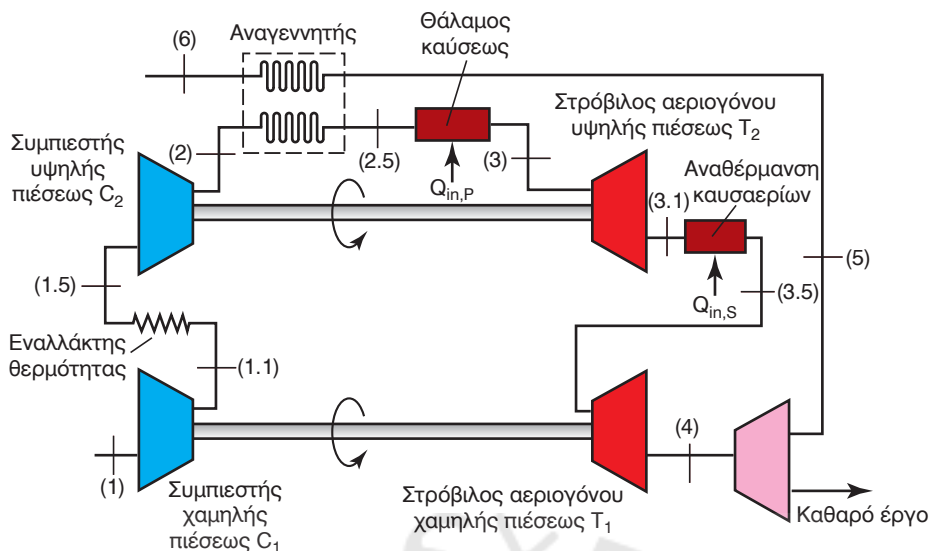 (6)
Αναγεννητής
Θάλαμος
καύσεως
Στρόβιλος αεριογόνου
υψηλής πιέσεως T2
Συμπιεστής
υψηλής
πιέσεως C2
(2)
(2.5)
(3)
Qin,P
Αναθέρμανση
καυσαερίων
(3.1)
(5)
(1.5)
(3.5)
Qin,S
Εναλλάκτης
θερμότητας
(1.1)
(4)
(1)
Συμπιεστής
χαμηλής
πιέσεως C1
Στρόβιλος αεριογόνου
χαμηλής πιέσεως T1
Καθαρό έργο